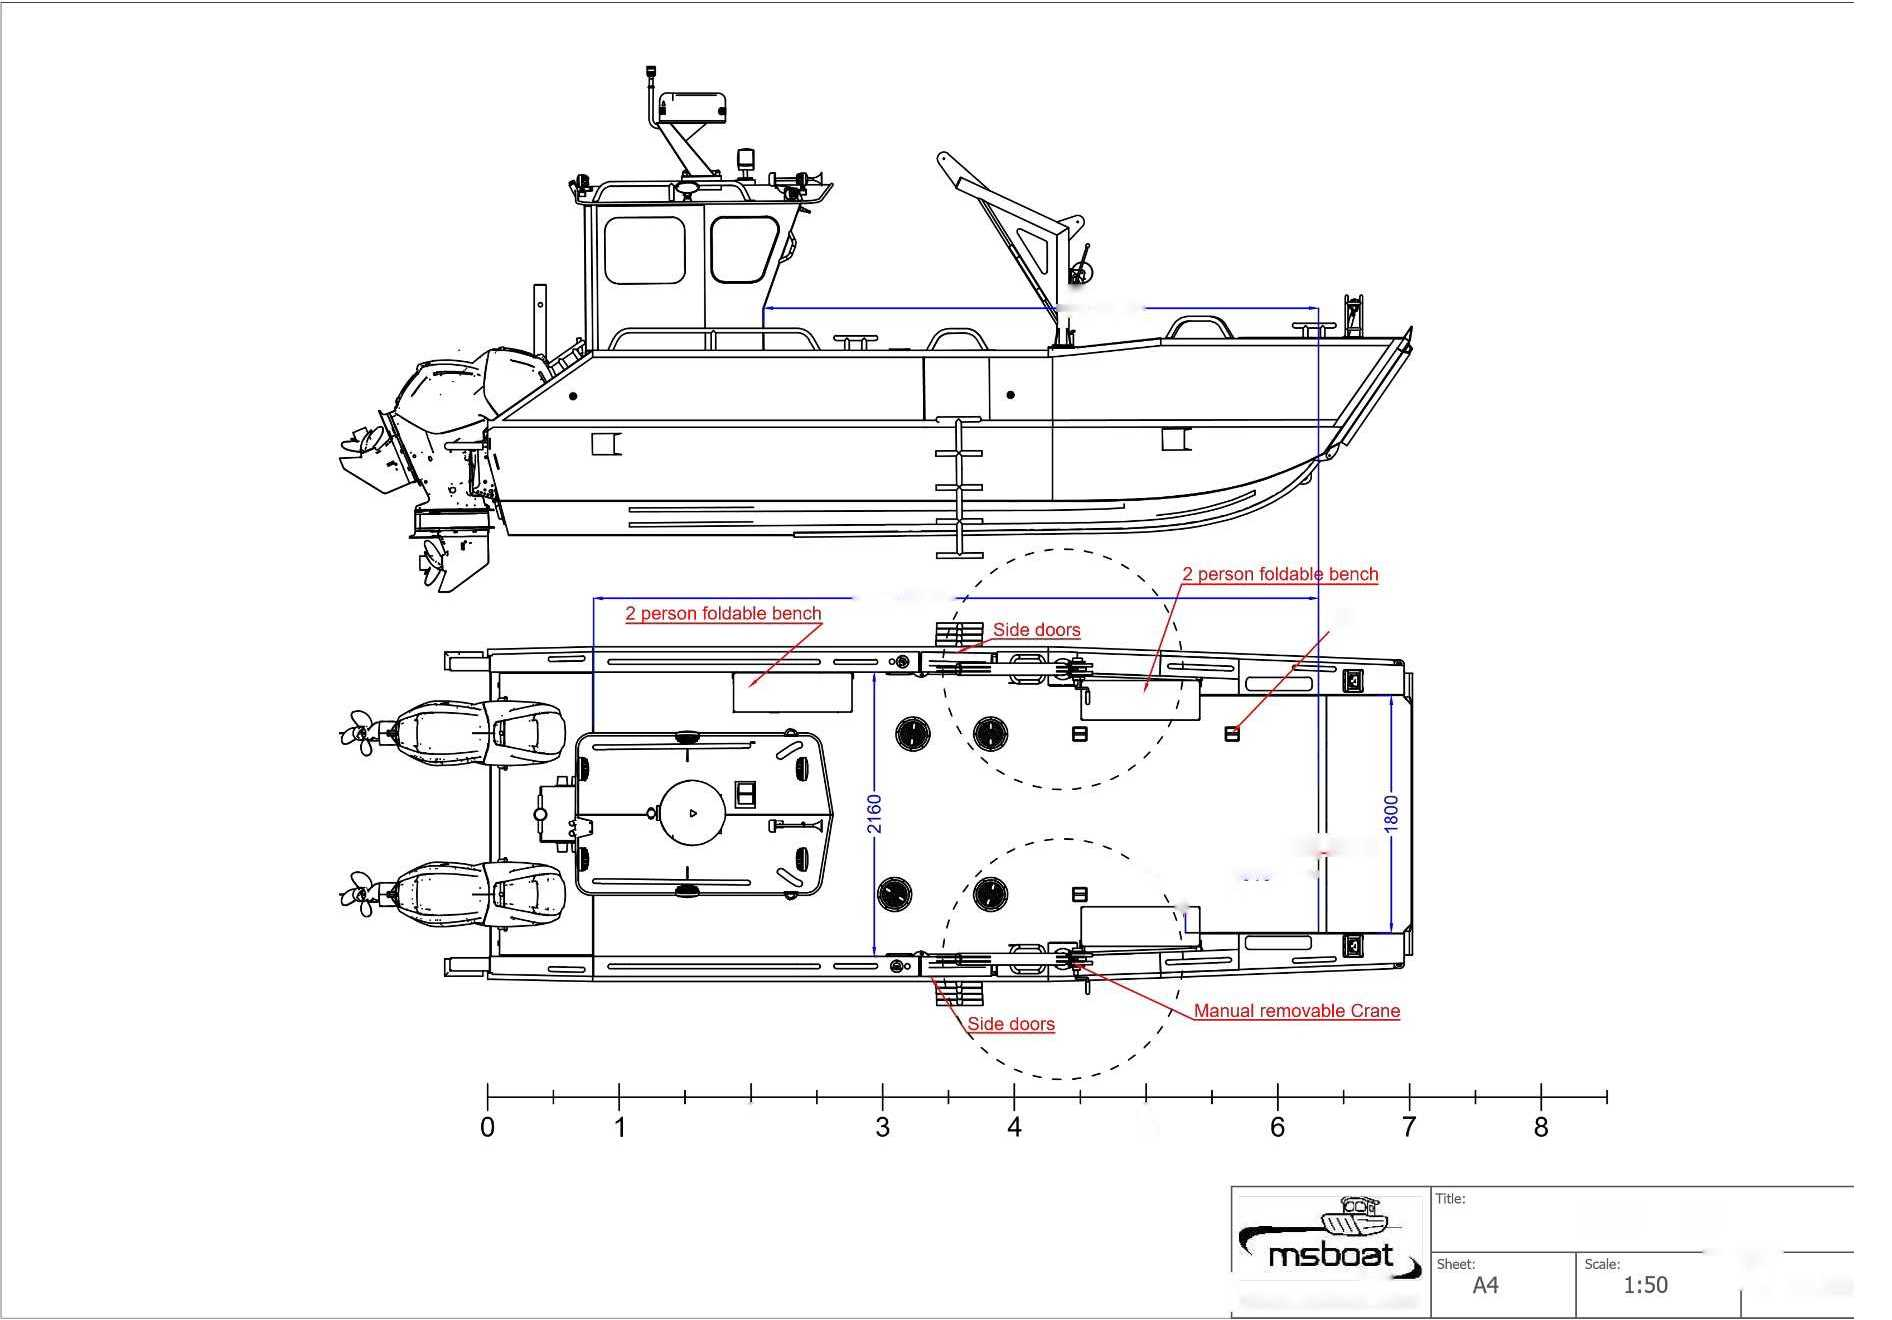 2 person foldable bench
2 person foldable bench
Side doors
2160
1800
Manual removable Crane
Side doors
0 1 3 4 6 7 8
Title:
msboat
Sheet:
A4
Scale:
1:50